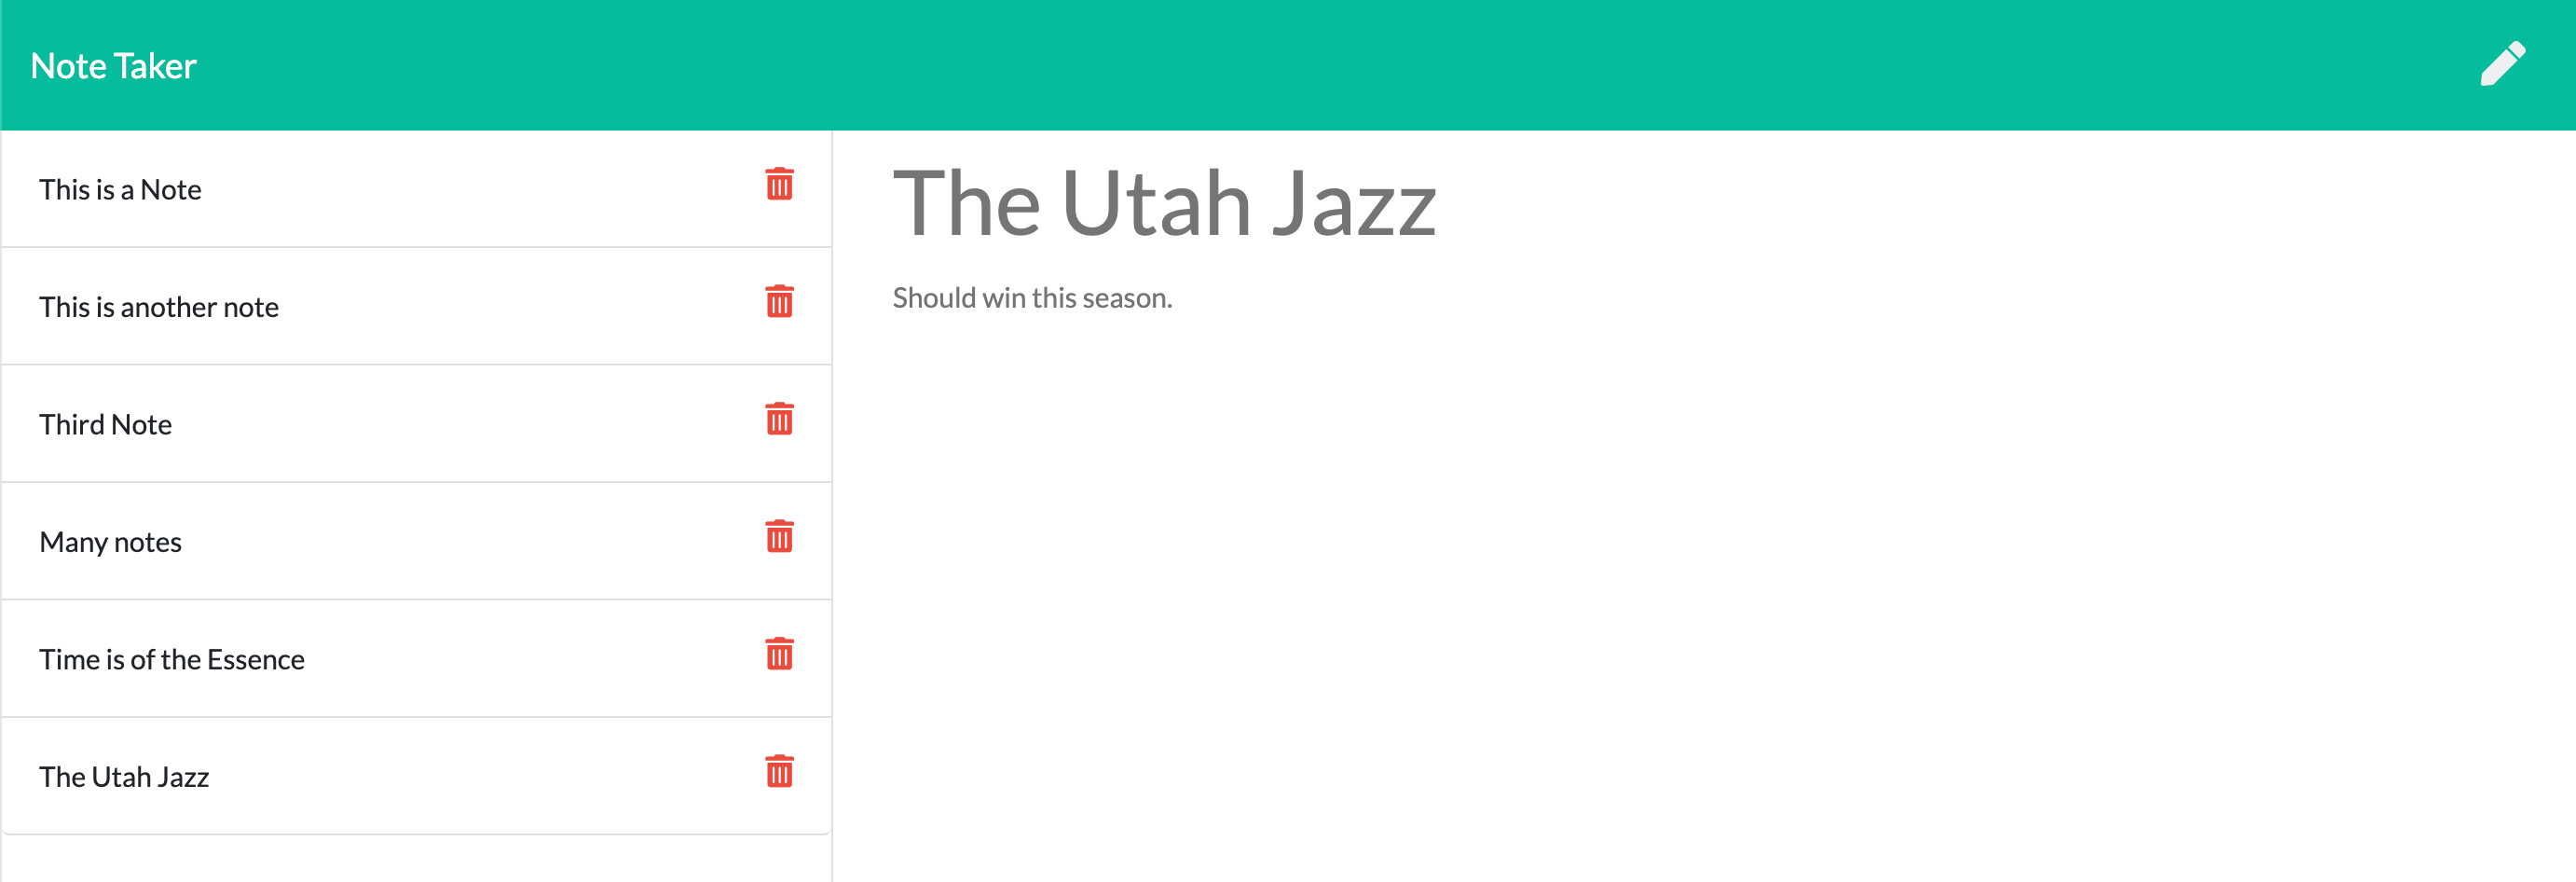 Note Taker
This is a Note
This is another note
Third Note
Many notes
Time is of the Essence
The Utah Jazz
The Utah Jazz
Should win this season.